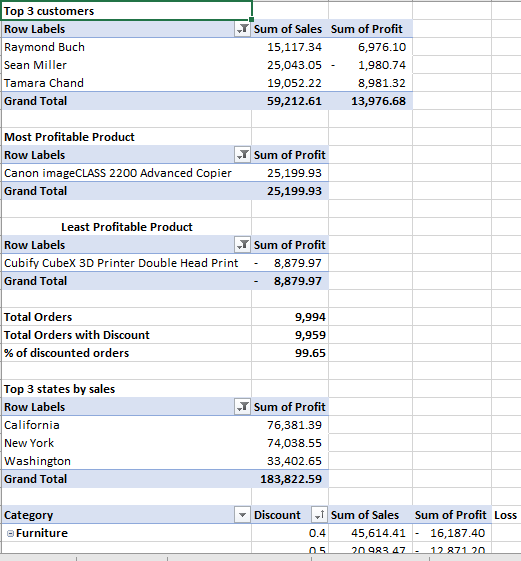 Top 3 customers
Row Labels Sum of Sales Sum of Profit
Raymond Buch 15,117.34 6,976.10
Sean Miller 25,043.05 - 1,980.74
Tamara Chand 19,052.22 8,981.32
Grand Total 59,212.61 13,976.68
Most Profitable Product
Row Labels Sum of Profit
Canon imageCLASS 2200 Advanced Copier 25,199.93
Grand Total 25,199.93
Least Profitable Product
Row Labels Sum of Profit
Cubify CubeX 3D Printer Double Head Print - 8,879.97
Grand Total - 8,879.97
Total Orders 9,994
Total Orders with Discount 9,959
% of discounted orders 99.65
Top 3 states by sales
Row Labels Sum of Profit
California 76,381.39
New York 74,038.55
Washington 33,402.65
Grand Total 183,822.59
Category Discount Sum of Sales Sum of Profit Loss
Furniture 0.4 45,614.41 - 16,187.40
0.5 20,983.47 - 12,871.20